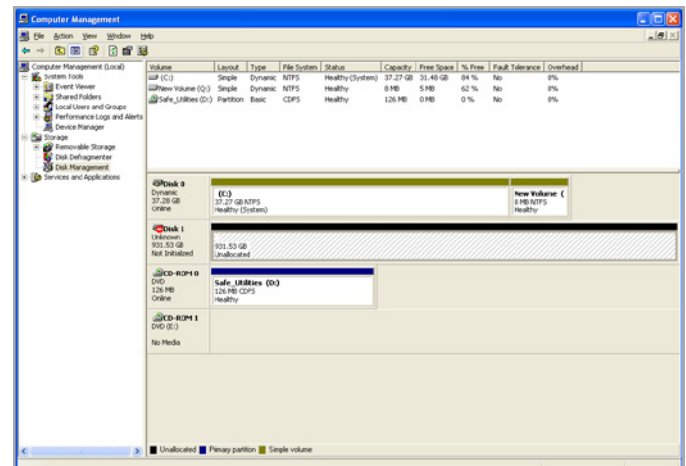 Computer Management
File Action View Window Help
Computer Management (Local)
System Tools
Event Viewer
Shared Folders
Local Users and Groups
Performance Logs and Alerts
Device Manager
Storage
Removable Storage
Disk Defragmenter
Disk Management
Services and Applications
Volume Layout Type File System Status Capacity Free Space % Free Fault Tolerance Overhead
(C:) Simple Dynamic NTFS Healthy (System) 37.27 GB 31.48 GB 84 % No 0%
New Volume (Q:) Simple Dynamic NTFS Healthy 8 MB 5 MB 62 % No 0%
Safe_Utilities (D:) Partition Basic CDFS Healthy 126 MB 0 MB 0 % No 0%
Disk 0
Dynamic
37.28 GB
Online
(C:)
37.27 GB NTFS
Healthy (System)
New Volume (
8 MB NTFS
Healthy
Disk 1
Unknown
931.53 GB
Not Initialized
931.53 GB
Unallocated
CD-ROM 0
DVD
126 MB
Online
Safe_Utilities (D:)
126 MB CDFS
Healthy
CD-ROM 1
DVD (E:)
No Media
Unallocated Primary partition Simple volume